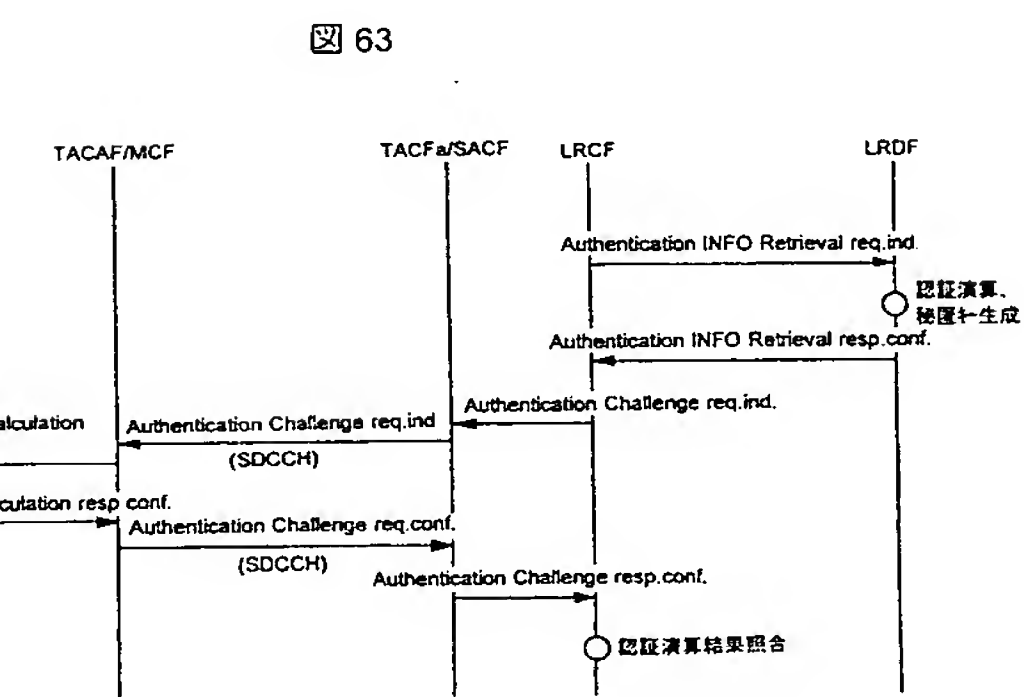 図 63
TACAF/MCF
TACFa/SACF
LRCF
LRDF
Authentication INFO Retrieval req.ind.
認証演算、
秘匿キー生成
Authentication INFO Retrieval resp.conf.
Authentication Challenge req.ind.
alculation
Authentication Challenge req.ind
(SDCCH)
culation resp conf.
Authentication Challenge req.conf.
(SDCCH)
Authentication Challenge resp.conf.
認証演算結果照合